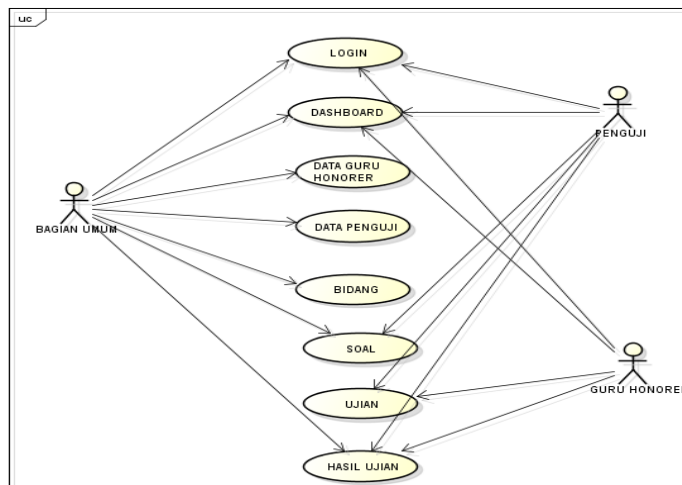 uc
LOGIN
DASHBOARD
PENGUJI
DATA GURU
HONORER
BAGIAN UMUM
DATA PENGUJI
BIDANG
SOAL
GURU HONORER
UJIAN
HASIL UJIAN